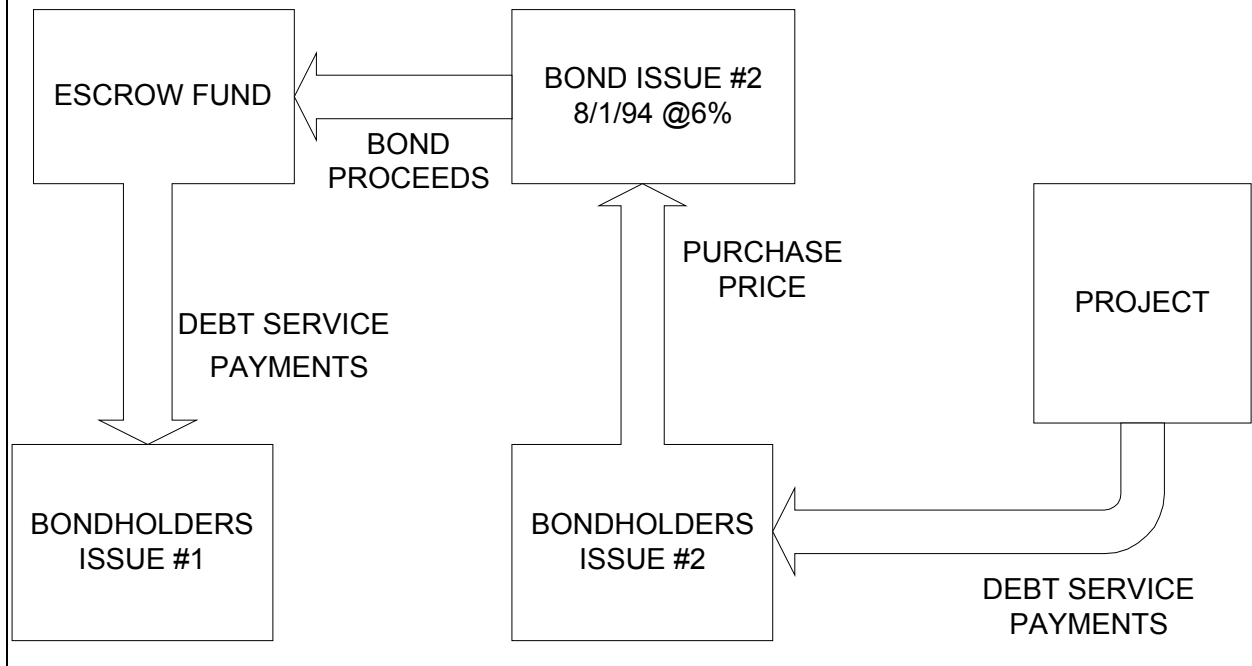 ESCROW FUND
BOND ISSUE #2
8/1/94 @6%
BOND
PROCEEDS
PURCHASE
PRICE
PROJECT
DEBT SERVICE
PAYMENTS
BONDHOLDERS
ISSUE #1
BONDHOLDERS
ISSUE #2
DEBT SERVICE
PAYMENTS